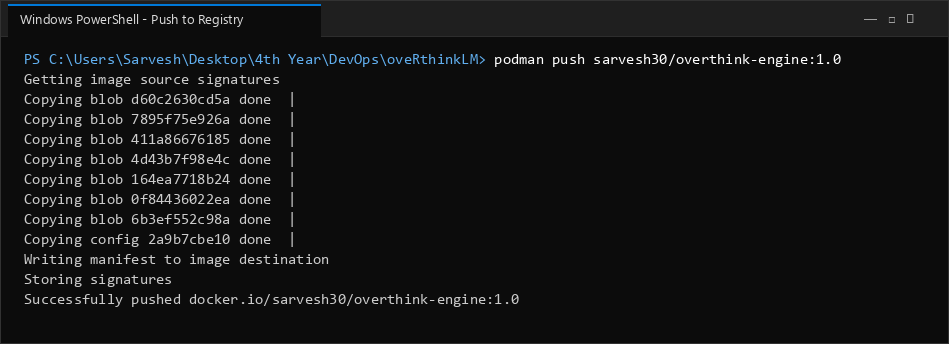 Windows PowerShell - Push to Registry
PS C:\Users\Sarvesh\Desktop\4th Year\DevOps\oveRthinkLM> podman push sarvesh30/overthink-engine:1.0
Getting image source signatures
Copying blob d60c2630cd5a done  |
Copying blob 7895f75e926a done  |
Copying blob 411a86676185 done  |
Copying blob 4d43b7f98e4c done  |
Copying blob 164ea7718b24 done  |
Copying blob 0f84436022ea done  |
Copying blob 6b3ef552c98a done  |
Copying config 2a9b7cbe10 done  |
Writing manifest to image destination
Storing signatures
Successfully pushed docker.io/sarvesh30/overthink-engine:1.0